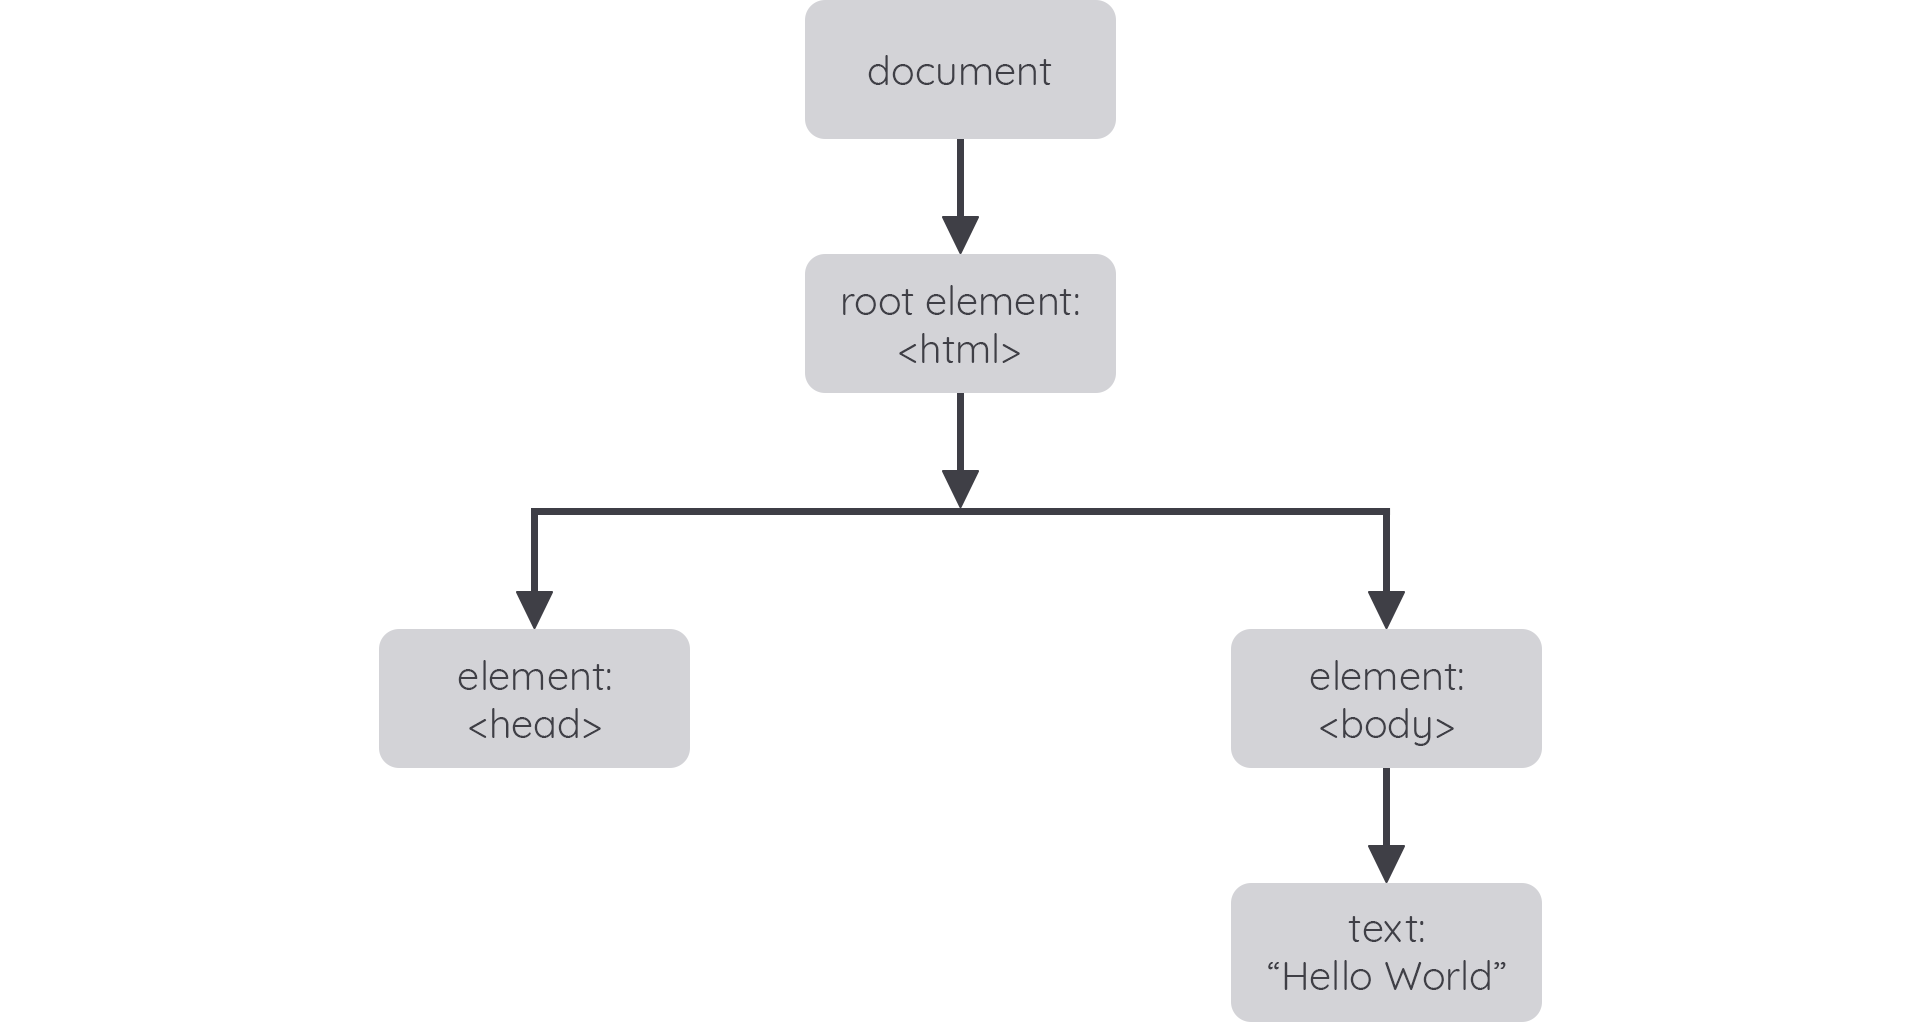 document
root element:
<html>
element:
<head>
element:
<body>
text:
“Hello World”